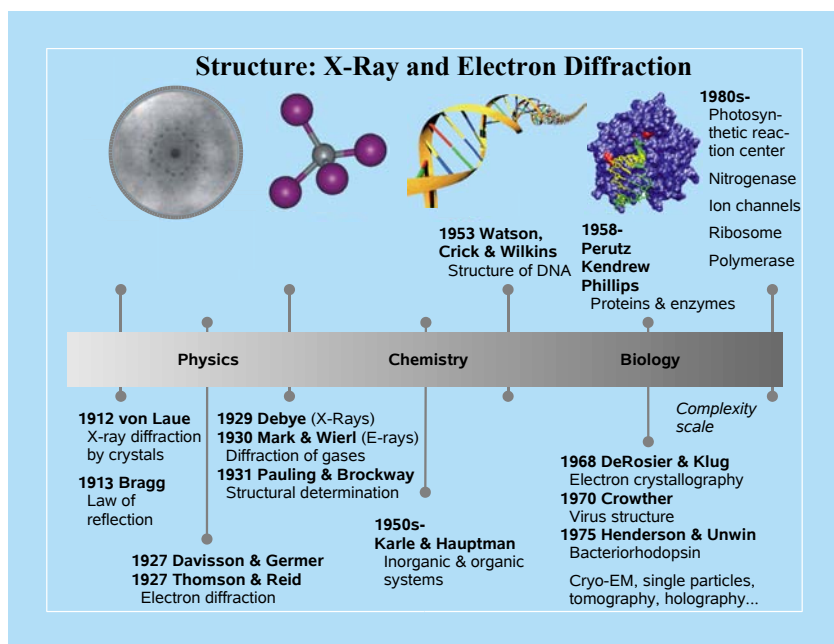 Structure: X-Ray and Electron Diffraction
1980s-
Photosyn-
thetic reac-
tion center
Nitrogenase
Ion channels
Ribosome
Polymerase
1953 Watson,
Crick & Wilkins
Structure of DNA
1958-
Perutz
Kendrew
Phillips
Proteins & enzymes
Physics
Chemistry
Biology
Complexity
scale
1912 von Laue
X-ray diffraction
by crystals
1913 Bragg
Law of
reflection
1927 Davisson & Germer
1927 Thomson & Reid
Electron diffraction
1929 Debye (X-Rays)
1930 Mark & Wierl (E-rays)
Diffraction of gases
1931 Pauling & Brockway
Structural determination
1950s-
Karle & Hauptman
Inorganic & organic
systems
1968 DeRosier & Klug
Electron crystallography
1970 Crowther
Virus structure
1975 Henderson & Unwin
Bacteriorhodopsin
Cryo-EM, single particles,
tomography, holography...